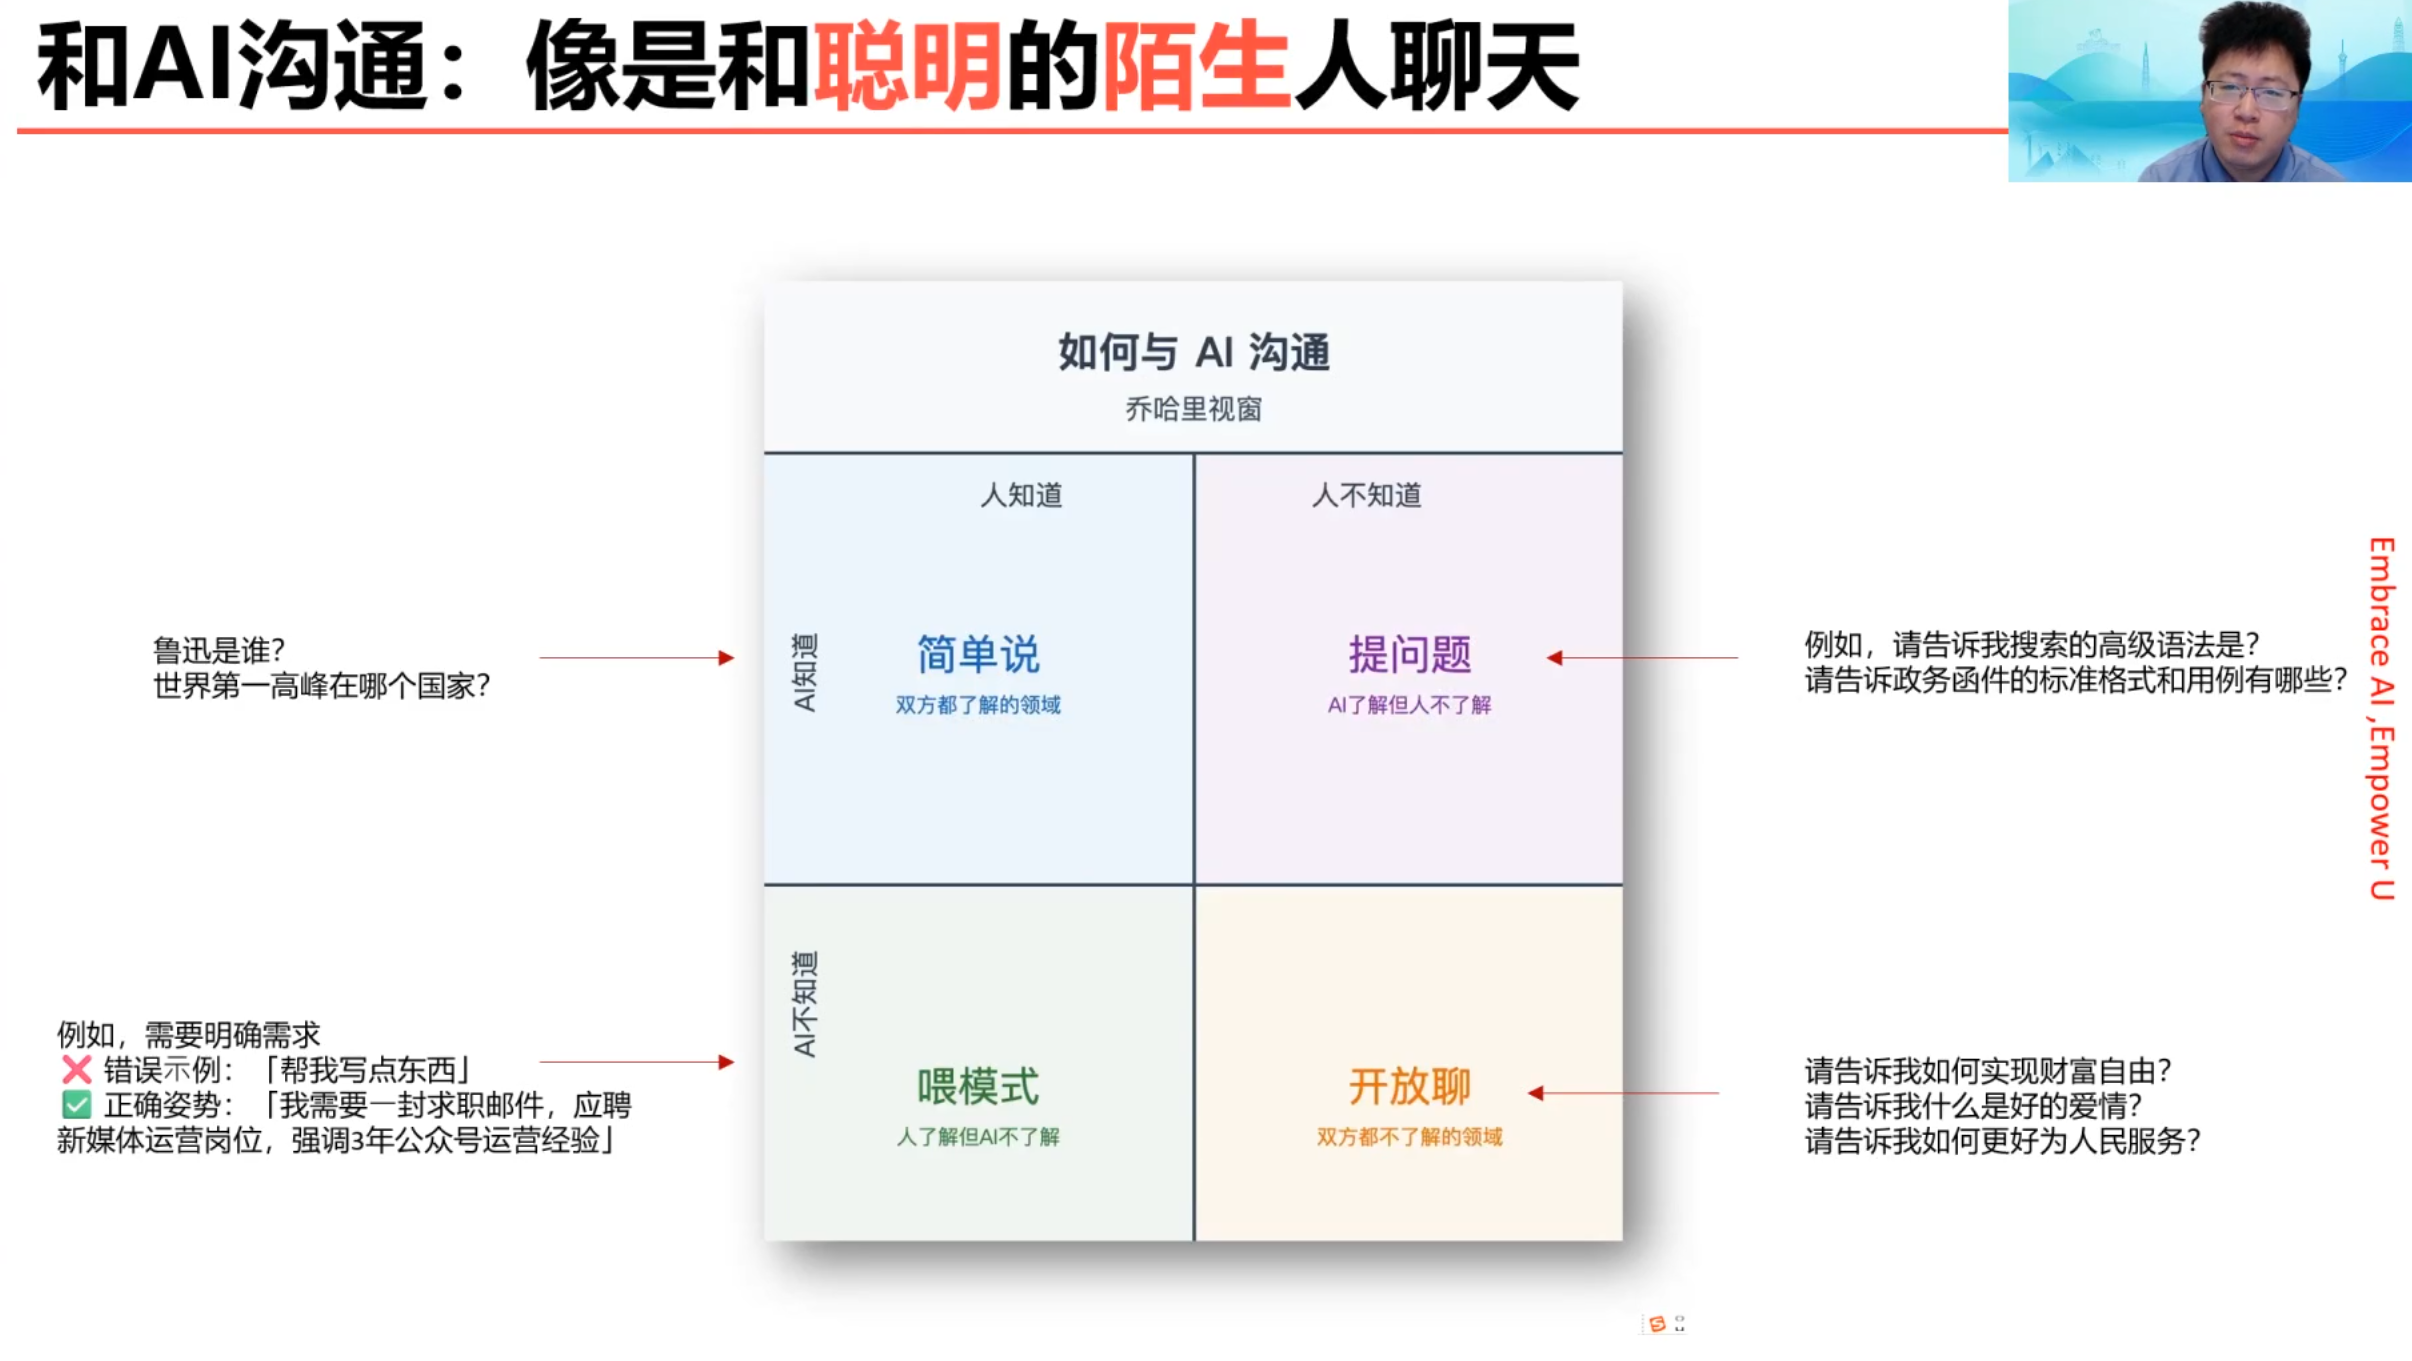 和AI沟通：像是和聪明的陌生人聊天
如何与 AI 沟通
乔哈里视窗
人知道
人不知道
AI知道
简单说
双方都了解的领域
提问题
AI了解但人不了解
鲁迅是谁？
世界第一高峰在哪个国家？
例如，请告诉我搜索的高级语法是？
请告诉政务函件的标准格式和用例有哪些？
AI不知道
喂模式
人了解但AI不了解
开放聊
双方都不了解的领域
例如，需要明确需求
❌ 错误示例：「帮我写点东西」
✅ 正确姿势：「我需要一封求职邮件，应聘
新媒体运营岗位，强调3年公众号运营经验」
请告诉我如何实现财富自由？
请告诉我什么是好的爱情？
请告诉我如何更好为人民服务？
Embrace AI ,Empower U